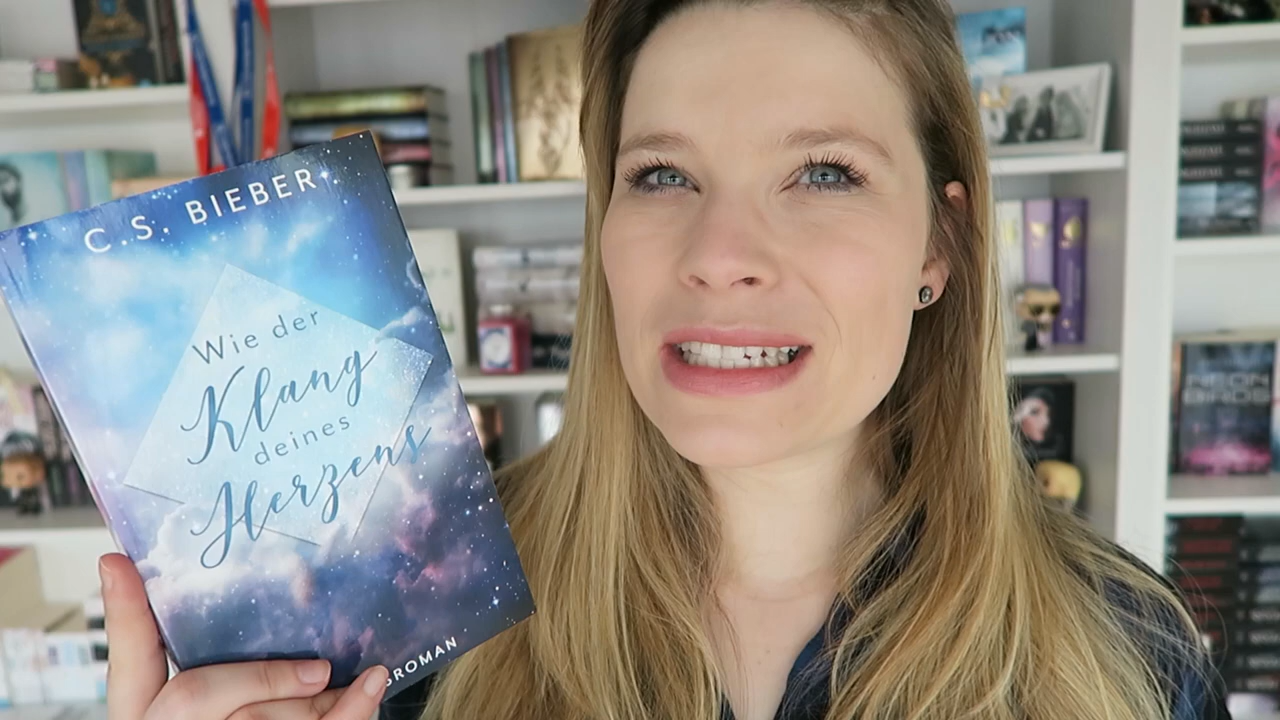 C.S. BIEBER
Wie der
Klang
deines
Herzens
ROMAN
NEON
BIRDS